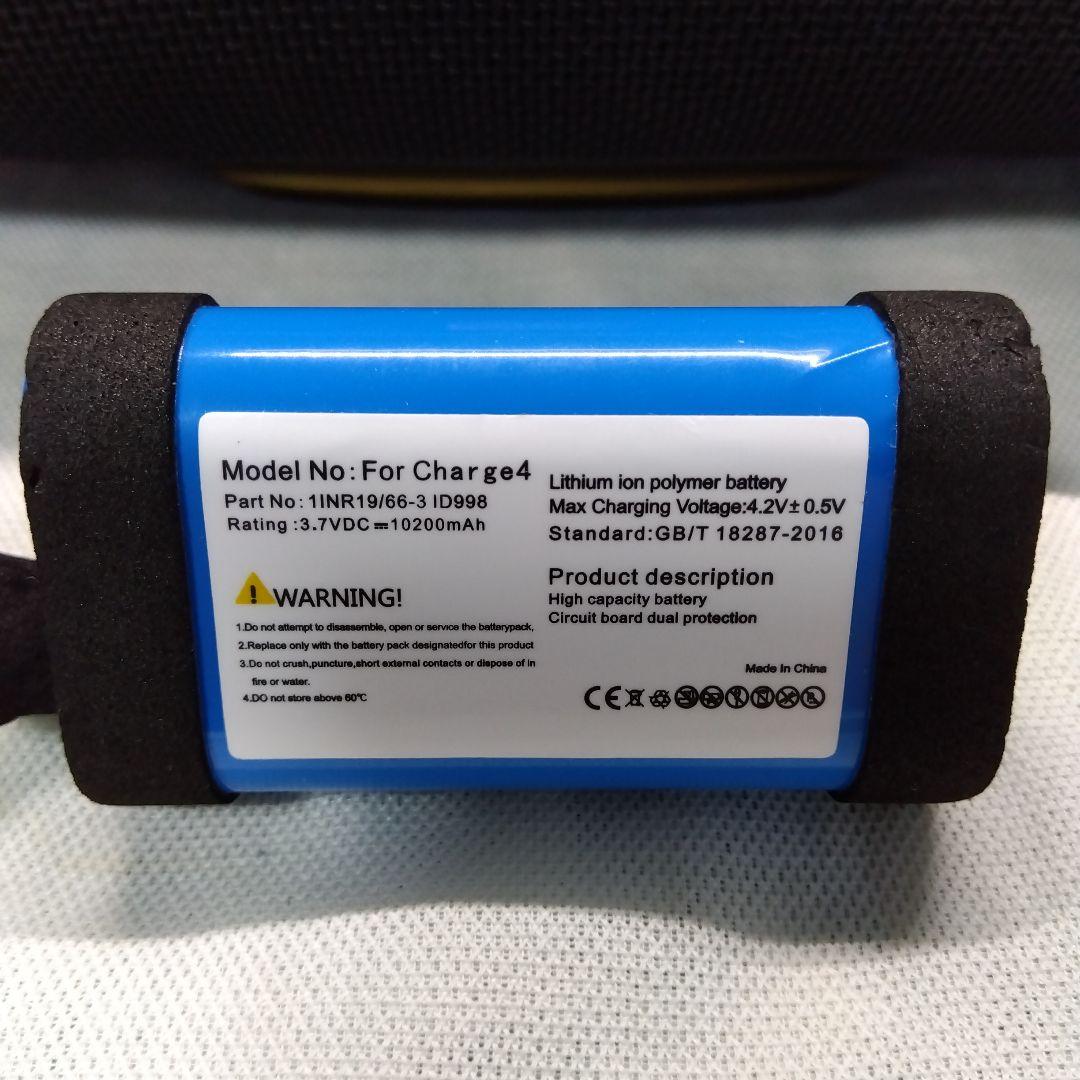 Model No: For Charge4
Part No: 1INR19/66-3 ID998
Rating :3.7VDC⎓10200mAh
WARNING!
1.Do not attempt to disassemble, open or service the batterypack,
2.Replace only with the battery pack designatedfor this product
3.Do not crush,puncture,short external contacts or dispose of in
fire or water.
4.DO not store above 60℃
Lithium ion polymer battery
Max Charging Voltage:4.2V±0.5V
Standard:GB/T 18287-2016
Product description
High capacity battery
Circuit board dual protection
Made In China
CE